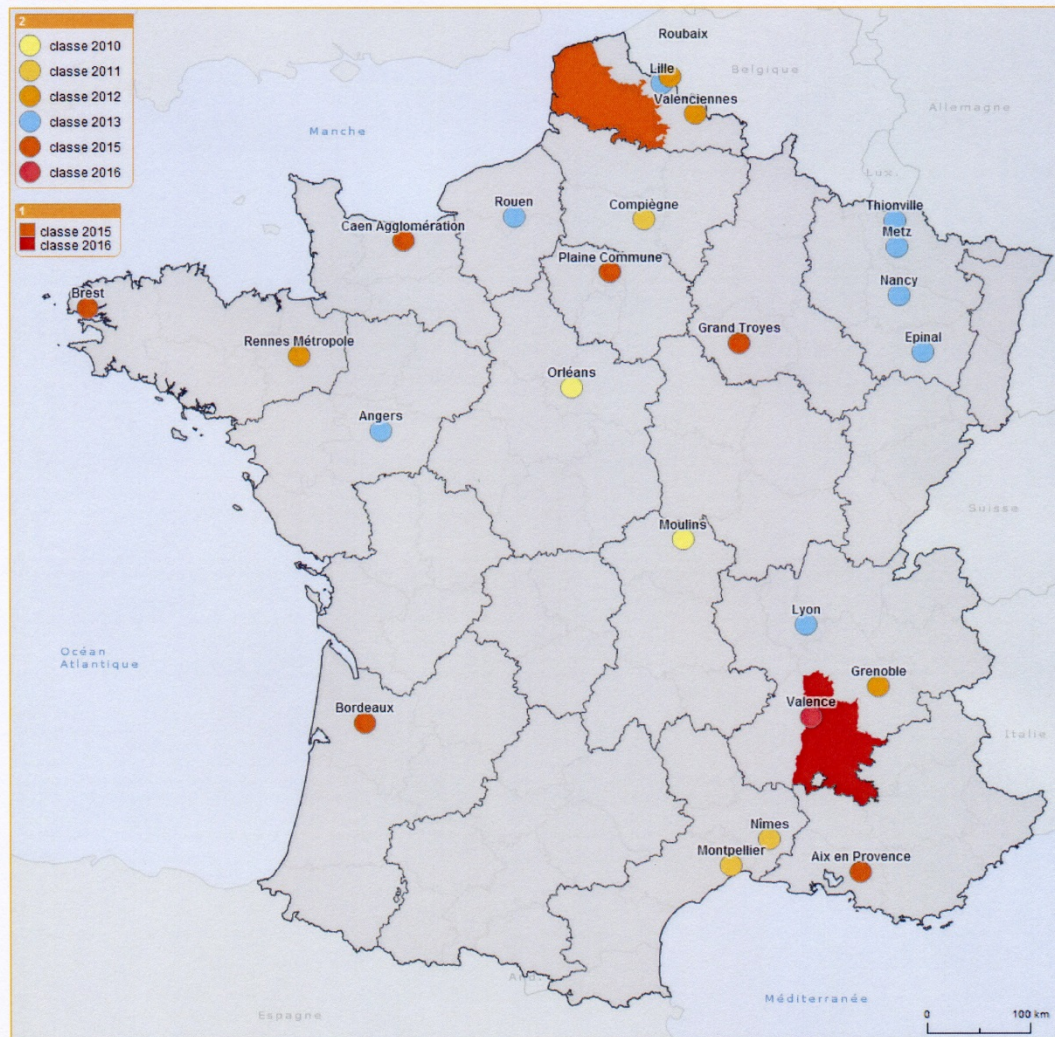 2
classe 2010
classe 2011
classe 2012
classe 2013
classe 2015
classe 2016
1
classe 2015
classe 2016
Roubaix
Lille
Belgique
Valenciennes
Allemagne
Manche
Lux.
Thionville
Rouen
Compiègne
Metz
Caen Agglomération
Plaine Commune
Nancy
Brest
Grand Troyes
Epinal
Rennes Métropole
Orléans
Angers
Suisse
Moulins
Lyon
Océan
Atlantique
Grenoble
Valence
Bordeaux
Italie
Nîmes
Montpellier
Aix en Provence
Méditerranée
Espagne
0
100 km